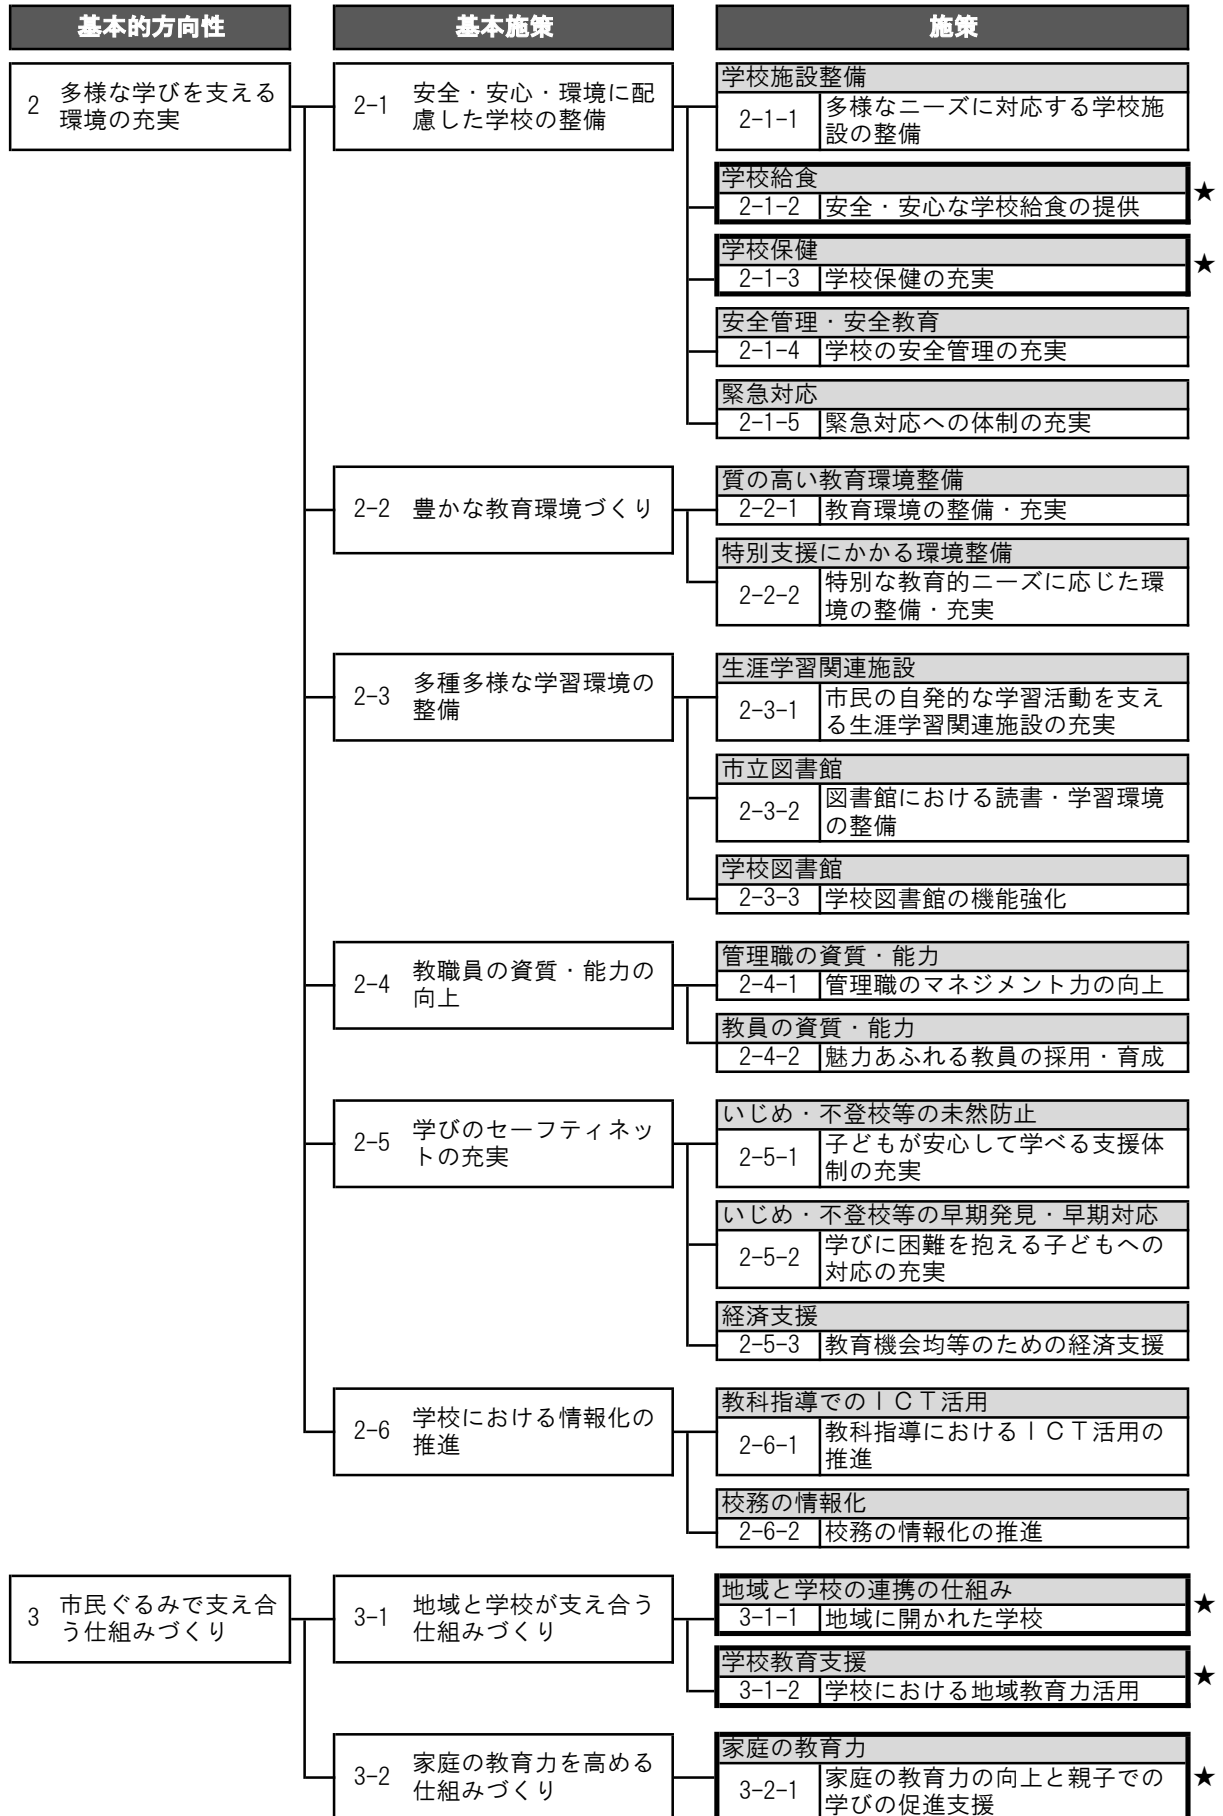 基本的方向性
基本施策
施策
2 多様な学びを支える
環境の充実
2-1 安全・安心・環境に配
慮した学校の整備
学校施設整備
2-1-1 多様なニーズに対応する学校施
設の整備
学校給食
2-1-2 安全・安心な学校給食の提供
★
学校保健
2-1-3 学校保健の充実
★
安全管理・安全教育
2-1-4 学校の安全管理の充実
緊急対応
2-1-5 緊急対応への体制の充実
2-2 豊かな教育環境づくり
質の高い教育環境整備
2-2-1 教育環境の整備・充実
特別支援にかかる環境整備
2-2-2 特別な教育的ニーズに応じた環
境の整備・充実
2-3 多種多様な学習環境の
整備
生涯学習関連施設
2-3-1 市民の自発的な学習活動を支え
る生涯学習関連施設の充実
市立図書館
2-3-2 図書館における読書・学習環境
の整備
学校図書館
2-3-3 学校図書館の機能強化
2-4 教職員の資質・能力の
向上
管理職の資質・能力
2-4-1 管理職のマネジメント力の向上
教員の資質・能力
2-4-2 魅力あふれる教員の採用・育成
2-5 学びのセーフティネッ
トの充実
いじめ・不登校等の未然防止
2-5-1 子どもが安心して学べる支援体
制の充実
いじめ・不登校等の早期発見・早期対応
2-5-2 学びに困難を抱える子どもへの
対応の充実
経済支援
2-5-3 教育機会均等のための経済支援
2-6 学校における情報化の
推進
教科指導でのＩＣＴ活用
2-6-1 教科指導におけるＩＣＴ活用の
推進
校務の情報化
2-6-2 校務の情報化の推進
3 市民ぐるみで支え合
う仕組みづくり
3-1 地域と学校が支え合う
仕組みづくり
地域と学校の連携の仕組み
3-1-1 地域に開かれた学校
★
学校教育支援
3-1-2 学校における地域教育力活用
★
3-2 家庭の教育力を高める
仕組みづくり
家庭の教育力
3-2-1 家庭の教育力の向上と親子での
学びの促進支援
★